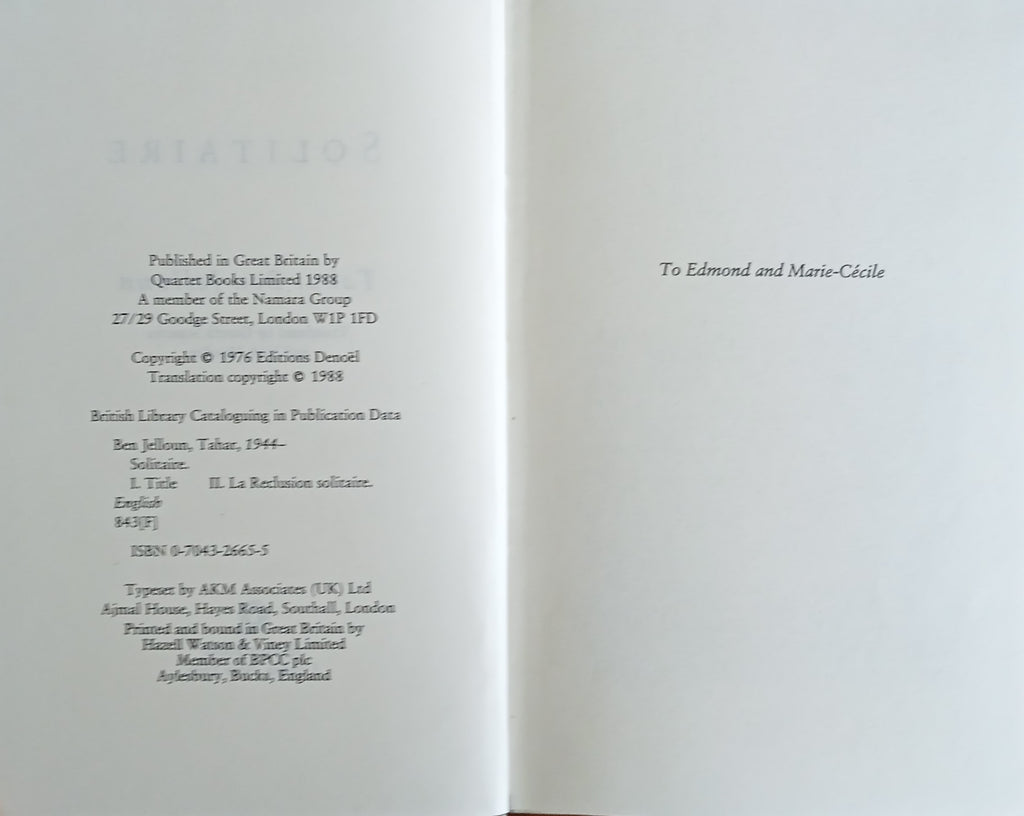 SOLITAIRE
Published in Great Britain by
Quartet Books Limited 1988
A member of the Namara Group
27/29 Goodge Street, London W1P 1FD
Copyright © 1976 Editions Denoël
Translation copyright © 1988
British Library Cataloguing in Publication Data
Ben Jelloun, Tahar, 1944–
Solitaire.
I. Title II. La Reclusion solitaire.
English
843[F]
ISBN 0-7043-2665-5
Typeset by AKM Associates (UK) Ltd
Ajmal House, Hayes Road, Southall, London
Printed and bound in Great Britain by
Hazell Watson & Viney Limited
Member of BPCC plc
Aylesbury, Bucks, England
To Edmond and Marie-Cécile